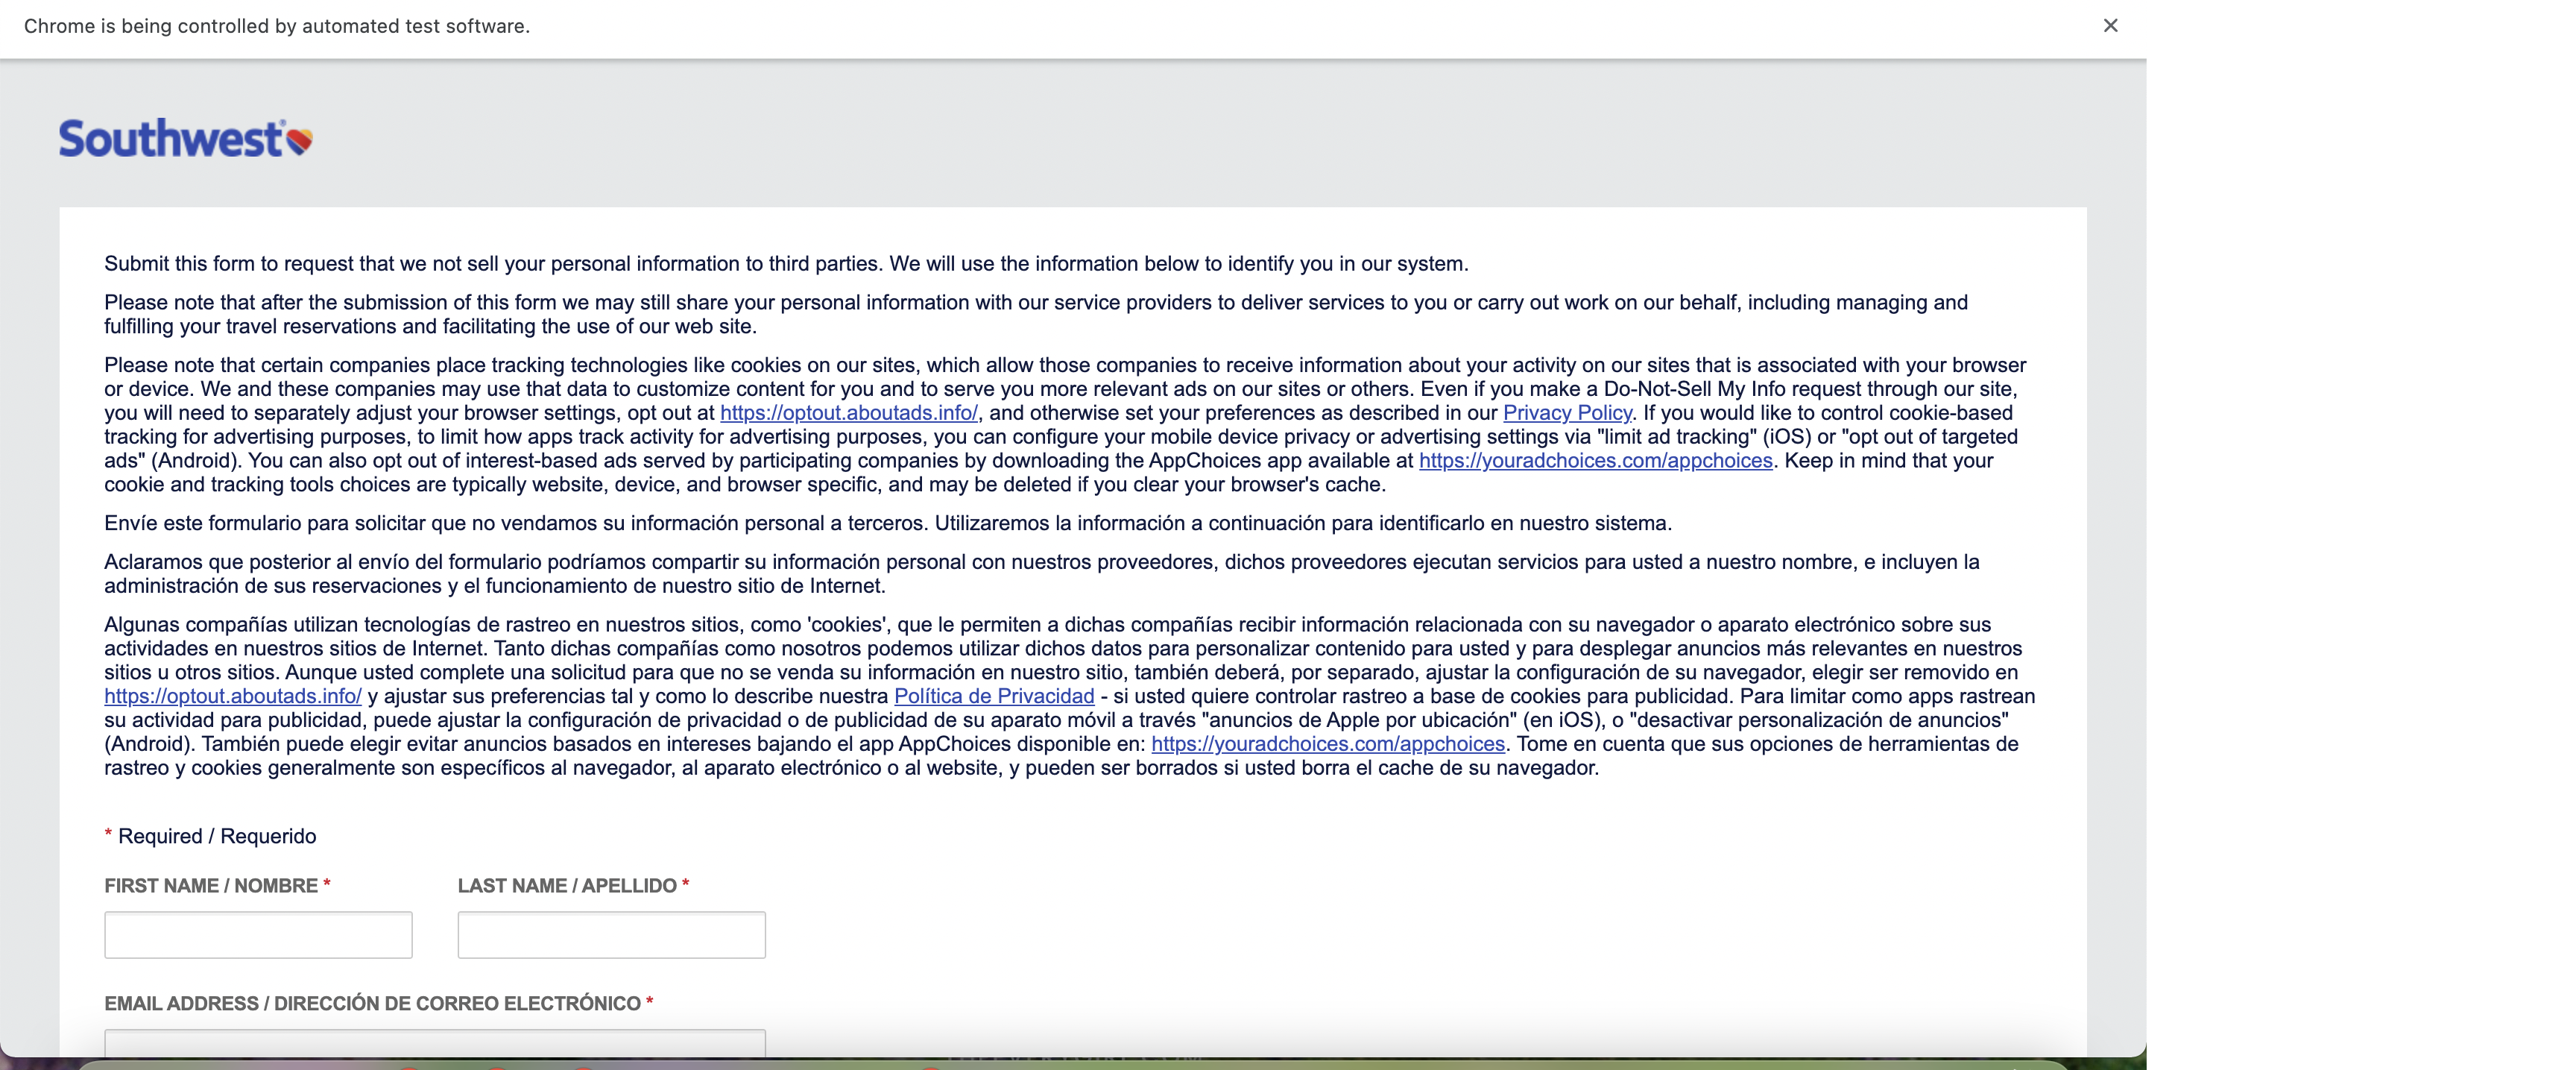 Chrome is being controlled by automated test software.
Southwest®
Submit this form to request that we not sell your personal information to third parties. We will use the information below to identify you in our system.
Please note that after the submission of this form we may still share your personal information with our service providers to deliver services to you or carry out work on our behalf, including managing and
fulfilling your travel reservations and facilitating the use of our web site.
Please note that certain companies place tracking technologies like cookies on our sites, which allow those companies to receive information about your activity on our sites that is associated with your browser
or device. We and these companies may use that data to customize content for you and to serve you more relevant ads on our sites or others. Even if you make a Do-Not-Sell My Info request through our site,
you will need to separately adjust your browser settings, opt out at https://optout.aboutads.info/, and otherwise set your preferences as described in our Privacy Policy. If you would like to control cookie-based
tracking for advertising purposes, to limit how apps track activity for advertising purposes, you can configure your mobile device privacy or advertising settings via "limit ad tracking" (iOS) or "opt out of targeted
ads" (Android). You can also opt out of interest-based ads served by participating companies by downloading the AppChoices app available at https://youradchoices.com/appchoices. Keep in mind that your
cookie and tracking tools choices are typically website, device, and browser specific, and may be deleted if you clear your browser's cache.
Envíe este formulario para solicitar que no vendamos su información personal a terceros. Utilizaremos la información a continuación para identificarlo en nuestro sistema.
Aclaramos que posterior al envío del formulario podríamos compartir su información personal con nuestros proveedores, dichos proveedores ejecutan servicios para usted a nuestro nombre, e incluyen la
administración de sus reservaciones y el funcionamiento de nuestro sitio de Internet.
Algunas compañías utilizan tecnologías de rastreo en nuestros sitios, como 'cookies', que le permiten a dichas compañías recibir información relacionada con su navegador o aparato electrónico sobre sus
actividades en nuestros sitios de Internet. Tanto dichas compañías como nosotros podemos utilizar dichos datos para personalizar contenido para usted y para desplegar anuncios más relevantes en nuestros
sitios u otros sitios. Aunque usted complete una solicitud para que no se venda su información en nuestro sitio, también deberá, por separado, ajustar la configuración de su navegador, elegir ser removido en
https://optout.aboutads.info/ y ajustar sus preferencias tal y como lo describe nuestra Política de Privacidad - si usted quiere controlar rastreo a base de cookies para publicidad. Para limitar como apps rastrean
su actividad para publicidad, puede ajustar la configuración de privacidad o de publicidad de su aparato móvil a través "anuncios de Apple por ubicación" (en iOS), o "desactivar personalización de anuncios"
(Android). También puede elegir evitar anuncios basados en intereses bajando el app AppChoices disponible en: https://youradchoices.com/appchoices. Tome en cuenta que sus opciones de herramientas de
rastreo y cookies generalmente son específicos al navegador, al aparato electrónico o al website, y pueden ser borrados si usted borra el cache de su navegador.
* Required / Requerido
FIRST NAME / NOMBRE * LAST NAME / APELLIDO *
EMAIL ADDRESS / DIRECCIÓN DE CORREO ELECTRÓNICO *